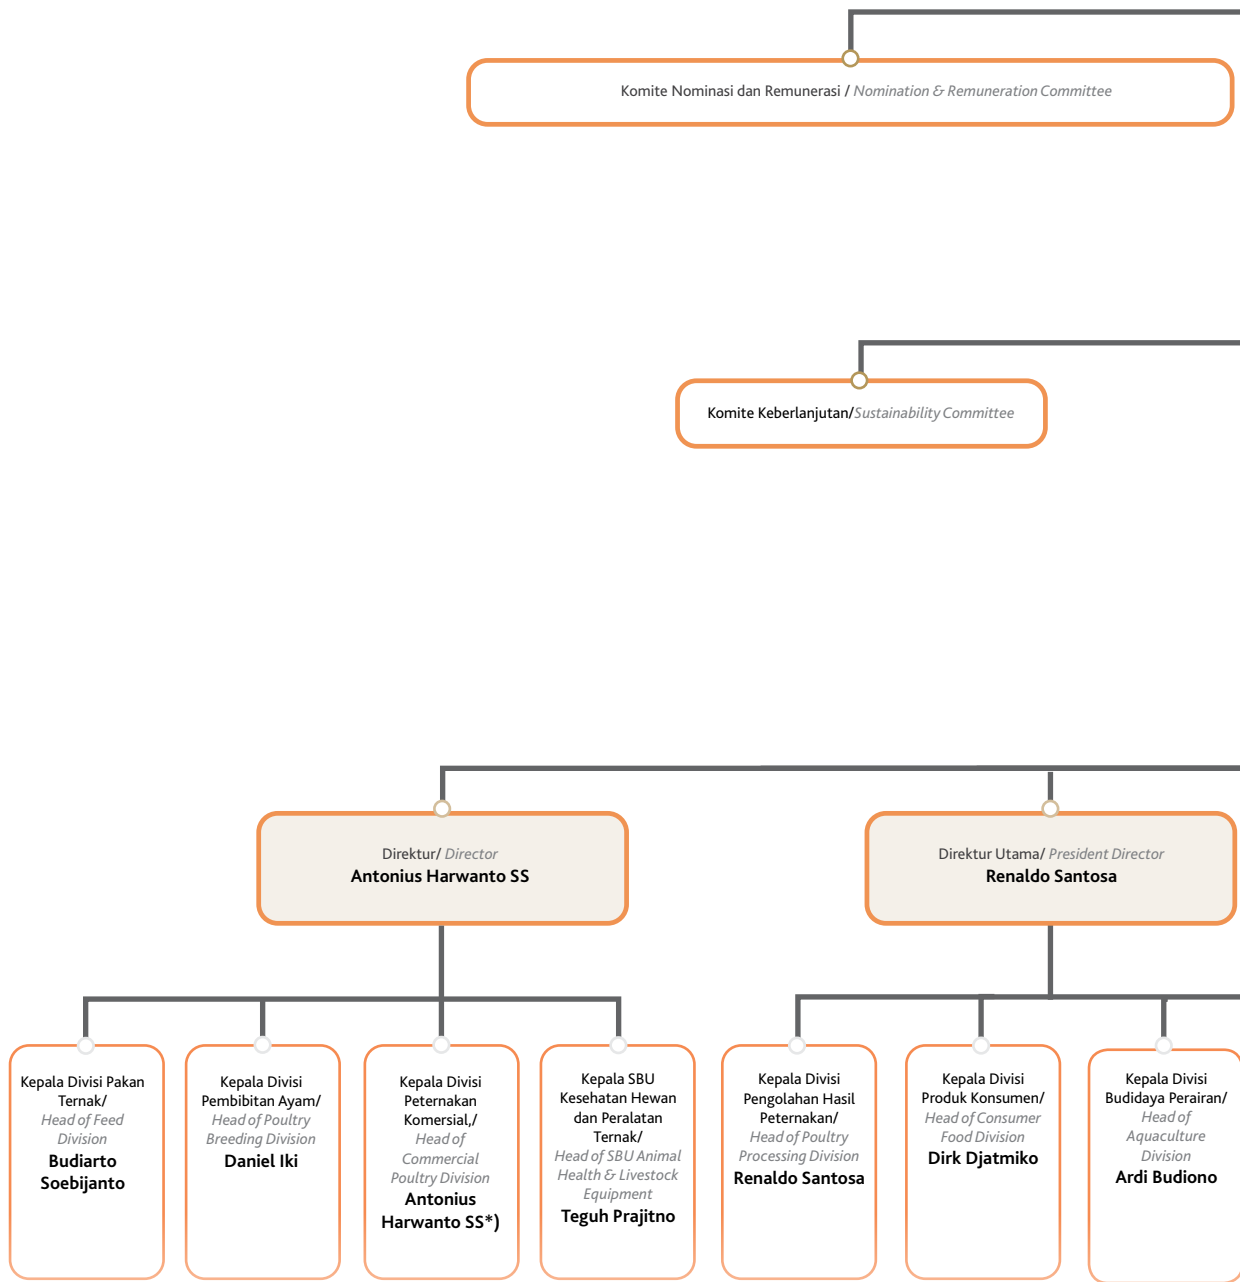 Komite Nominasi dan Remunerasi / Nomination & Remuneration Committee
Komite Keberlanjutan/Sustainability Committee
Direktur/ Director
Antonius Harwanto SS
Direktur Utama/ President Director
Renaldo Santosa
Kepala Divisi Pakan
Ternak/
Head of Feed
Division
Budiarto
Soebijanto
Kepala Divisi
Pembibitan Ayam/
Head of Poultry
Breeding Division
Daniel Iki
Kepala Divisi
Peternakan
Komersial,/
Head of
Commercial
Poultry Division
Antonius
Harwanto SS*)
Kepala SBU
Kesehatan Hewan
dan Peralatan
Ternak/
Head of SBU Animal
Health & Livestock
Equipment
Teguh Prajitno
Kepala Divisi
Pengolahan Hasil
Peternakan/
Head of Poultry
Processing Division
Renaldo Santosa
Kepala Divisi
Produk Konsumen/
Head of Consumer
Food Division
Dirk Djatmiko
Kepala Divisi
Budidaya Perairan/
Head of
Aquaculture
Division
Ardi Budiono